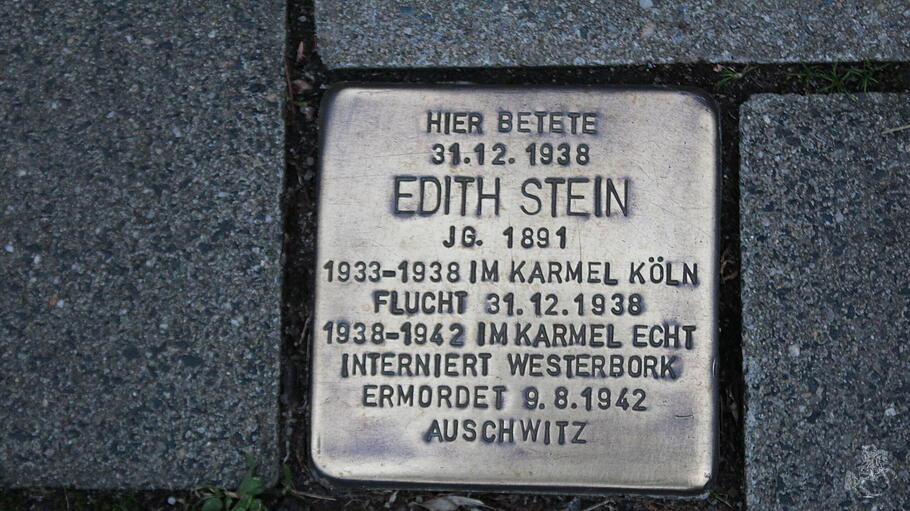 HIER BETETE
31.12.1938
EDITH STEIN
JG. 1891
1933-1938 IM KARMEL KÖLN
FLUCHT 31.12.1938
1938-1942 IM KARMEL ECHT
INTERNIERT WESTERBORK
ERMORDET 9.8.1942
AUSCHWITZ